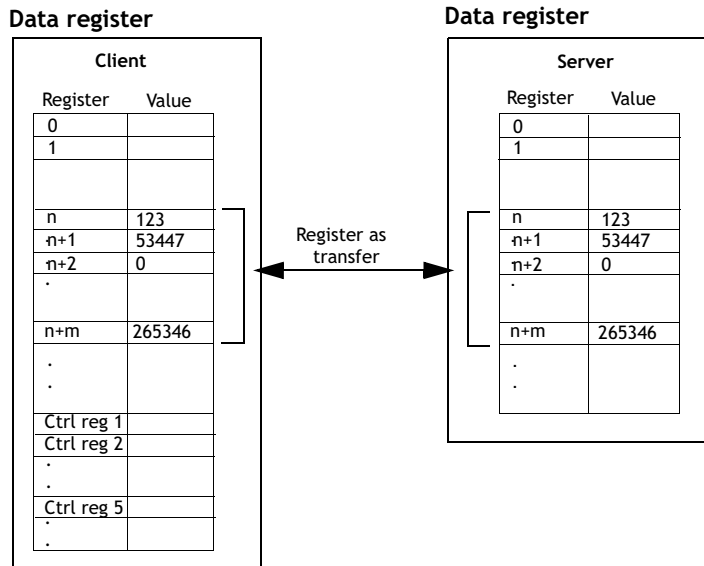 Data register
Client
Register Value
0
1
n 123
n+1 53447
n+2 0
.
n+m 265346
.
.
Ctrl reg 1
Ctrl reg 2
.
.
Ctrl reg 5
.
.
Register as
transfer
Data register
Server
Register Value
0
1
n 123
n+1 53447
n+2 0
.
n+m 265346
.
.